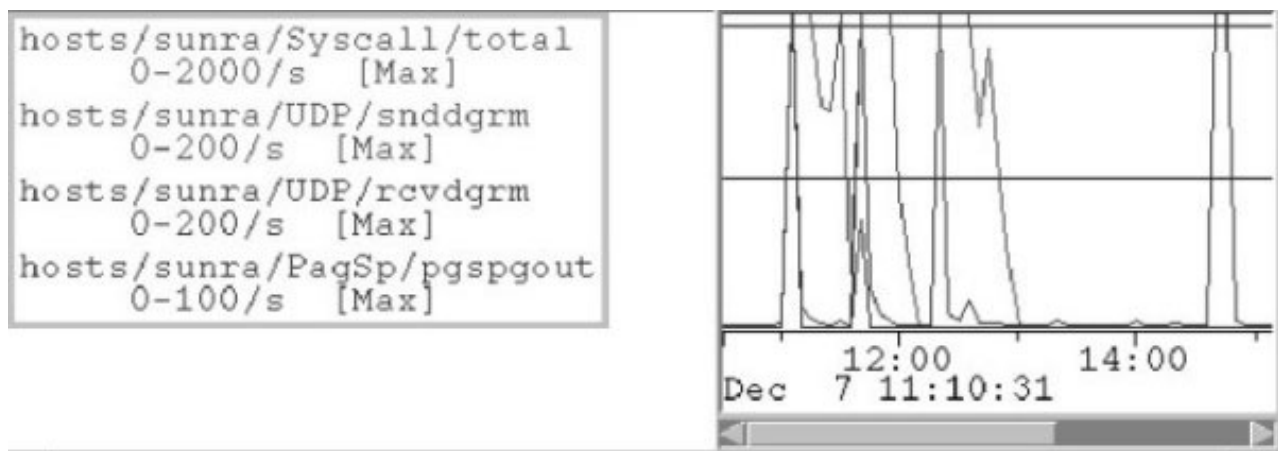 hosts/sunra/Syscall/total
0-2000/s [Max]
hosts/sunra/UDP/snddgrm
0-200/s [Max]
hosts/sunra/UDP/rcvdgrm
0-200/s [Max]
hosts/sunra/PagSp/pgspgout
0-100/s [Max]
12:00 14:00
Dec 7 11:10:31